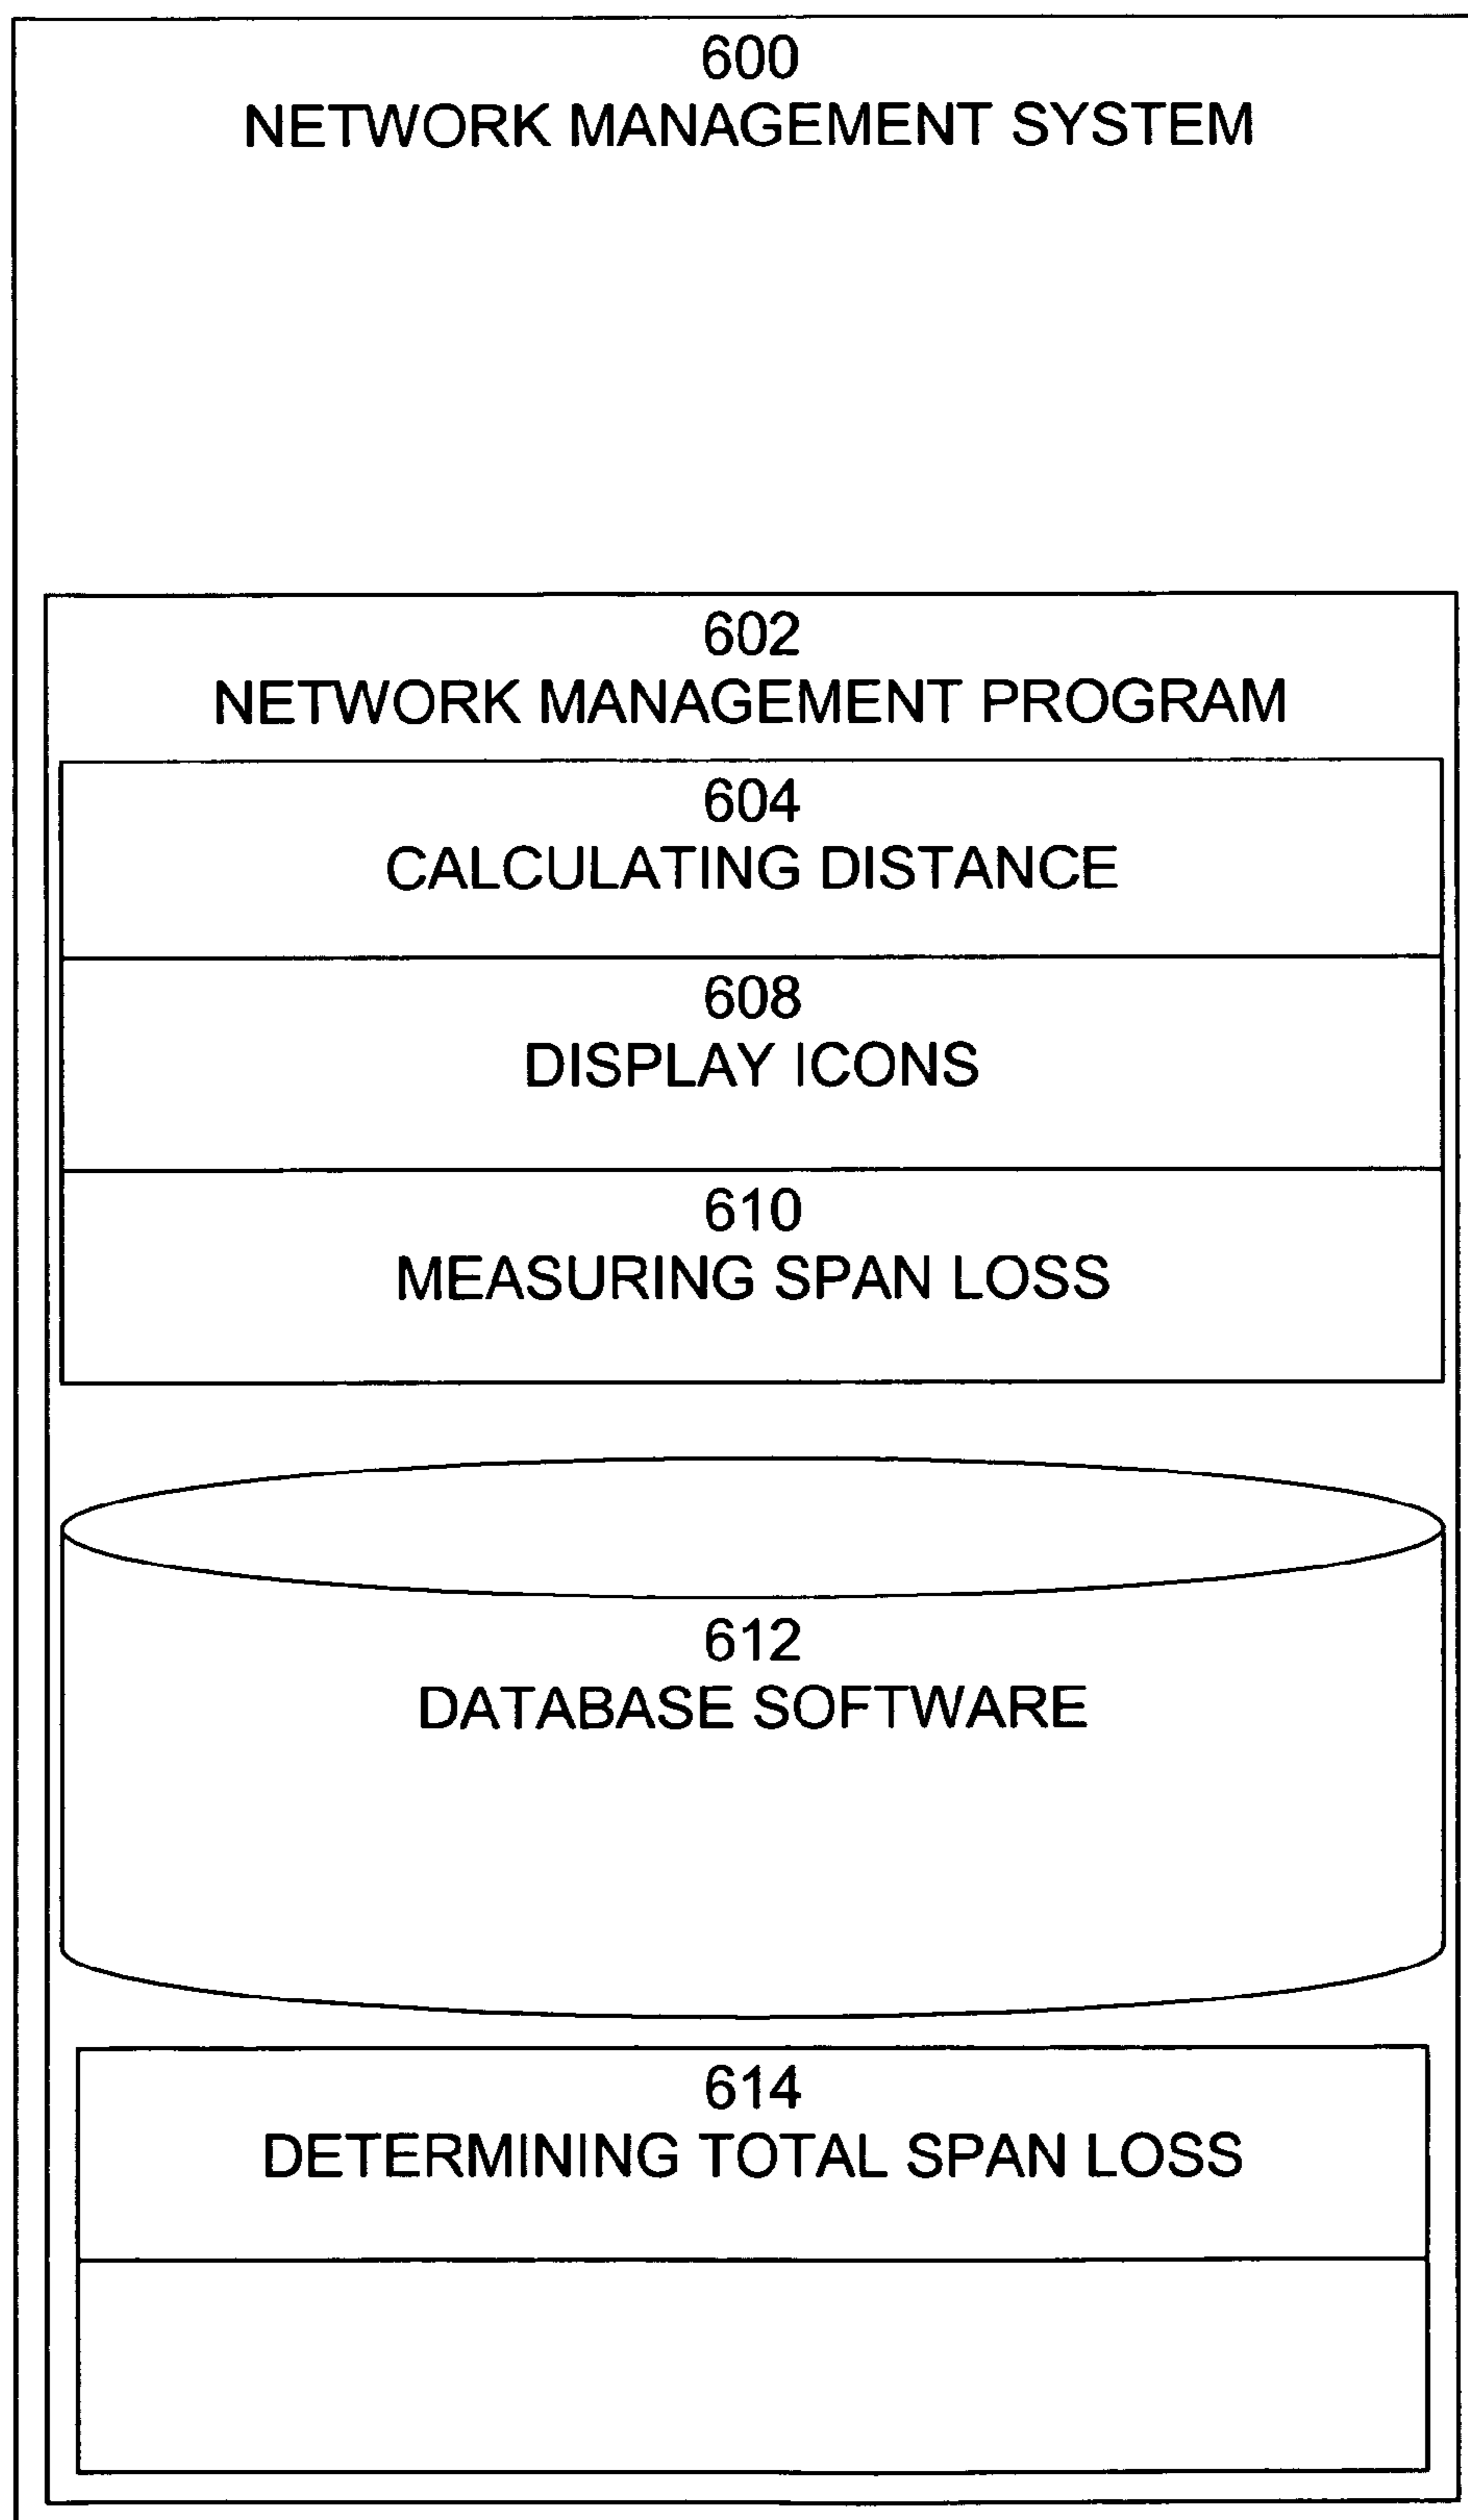 600
NETWORK MANAGEMENT SYSTEM
602
NETWORK MANAGEMENT PROGRAM
604
CALCULATING DISTANCE
608
DISPLAY ICONS
610
MEASURING SPAN LOSS
612
DATABASE SOFTWARE
614
DETERMINING TOTAL SPAN LOSS